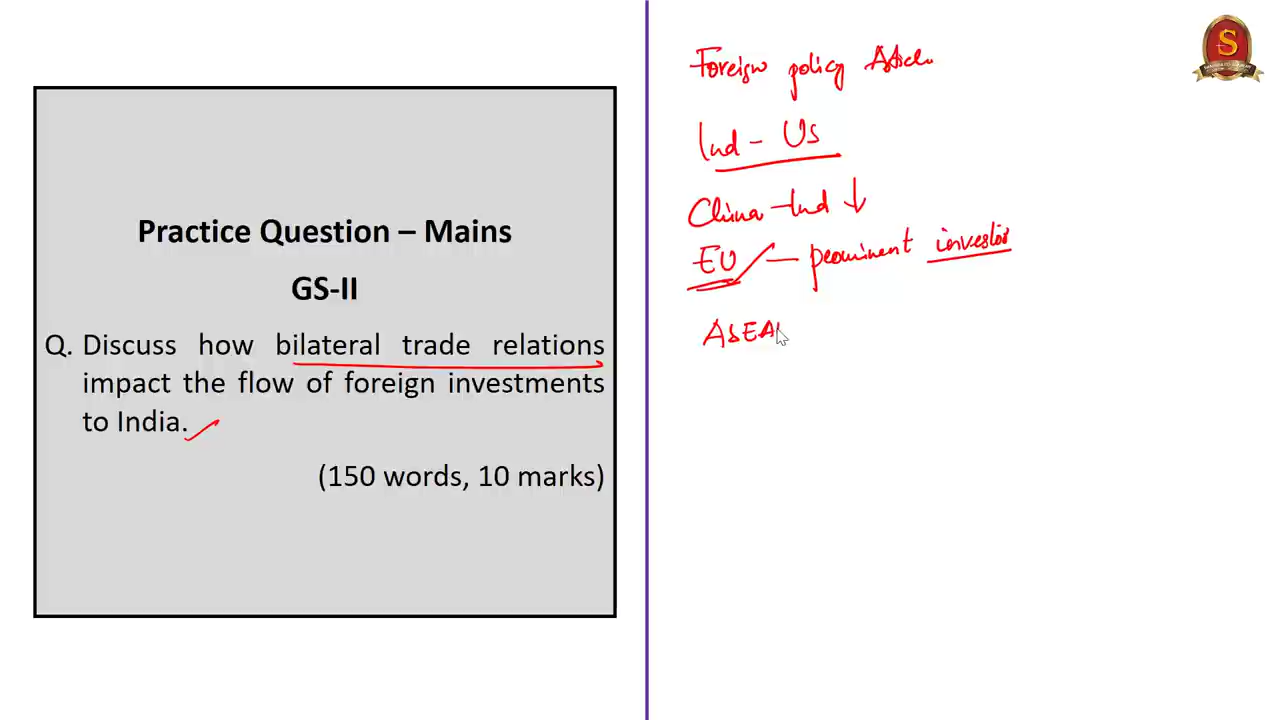 Practice Question – Mains
GS-II
Q. Discuss how bilateral trade relations
impact the flow of foreign investments
to India.
(150 words, 10 marks)
Foreign policy
Ind - US
China - Ind ↓
EU — prominent investor
ASEA
S